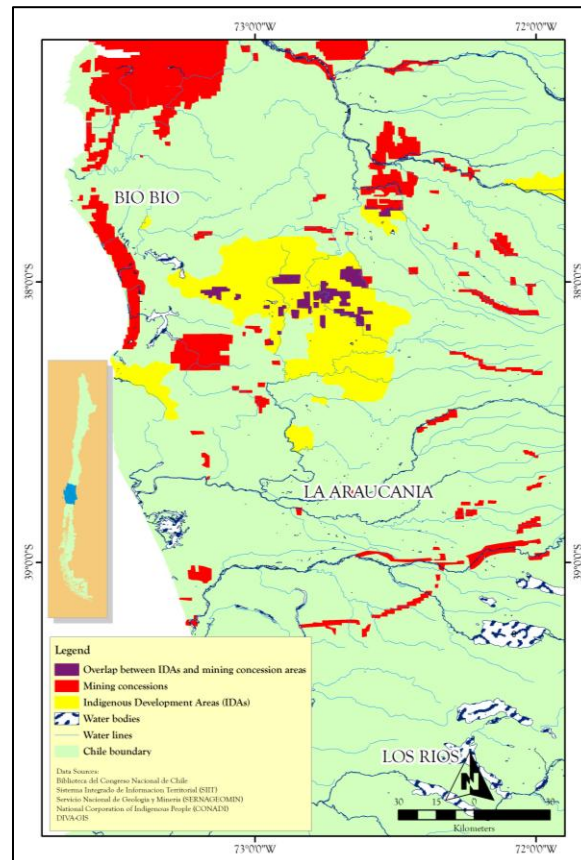 73°0'0"W
72°0'0"W
BIO BIO
38°0'0"S
38°0'0"S
LA ARAUCANIA
39°0'0"S
39°0'0"S
Legend
Overlap between IDAs and mining concession areas
Mining concessions
Indigenous Development Areas (IDAs)
Water bodies
Water lines
Chile boundary
Data Sources:
Biblioteca del Congreso Nacional de Chile
Sistema Integrado de Informacion Territorial (SIIT)
Servicio Nacional de Geologia y Mineria (SERNAGEOMIN)
National Corporation of Indigenous People (CONADI)
DIVA-GIS
LOS RIOS
N
30 15 0 30
Kilometers
73°0'0"W
72°0'0"W